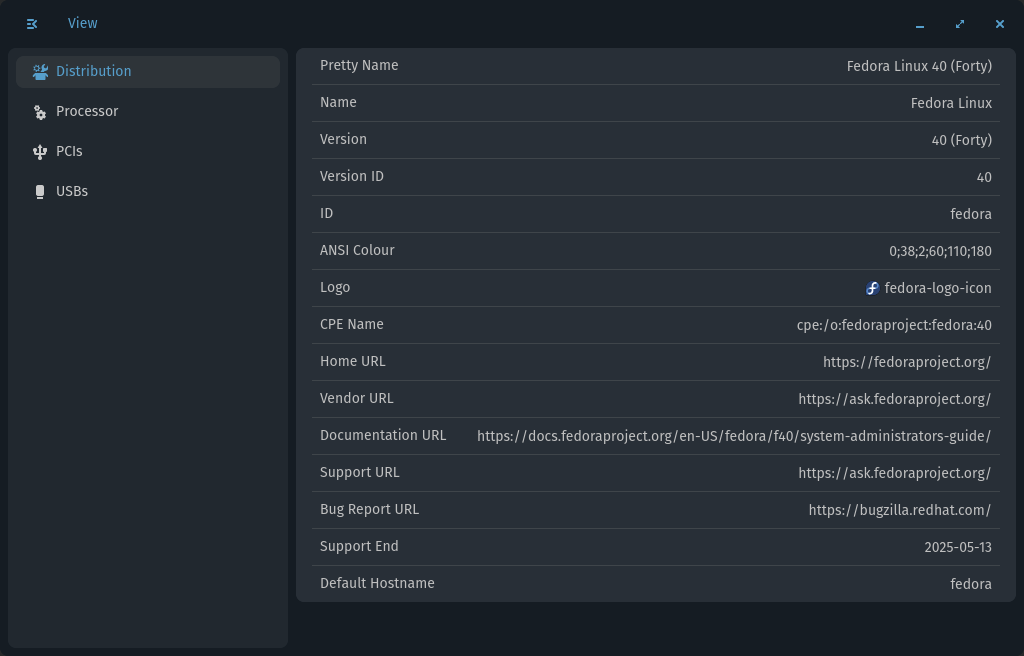 View
Distribution
Processor
PCIs
USBs
Pretty Name Fedora Linux 40 (Forty)
Name Fedora Linux
Version 40 (Forty)
Version ID 40
ID fedora
ANSI Colour 0;38;2;60;110;180
Logo fedora-logo-icon
CPE Name cpe:/o:fedoraproject:fedora:40
Home URL https://fedoraproject.org/
Vendor URL https://ask.fedoraproject.org/
Documentation URL https://docs.fedoraproject.org/en-US/fedora/f40/system-administrators-guide/
Support URL https://ask.fedoraproject.org/
Bug Report URL https://bugzilla.redhat.com/
Support End 2025-05-13
Default Hostname fedora